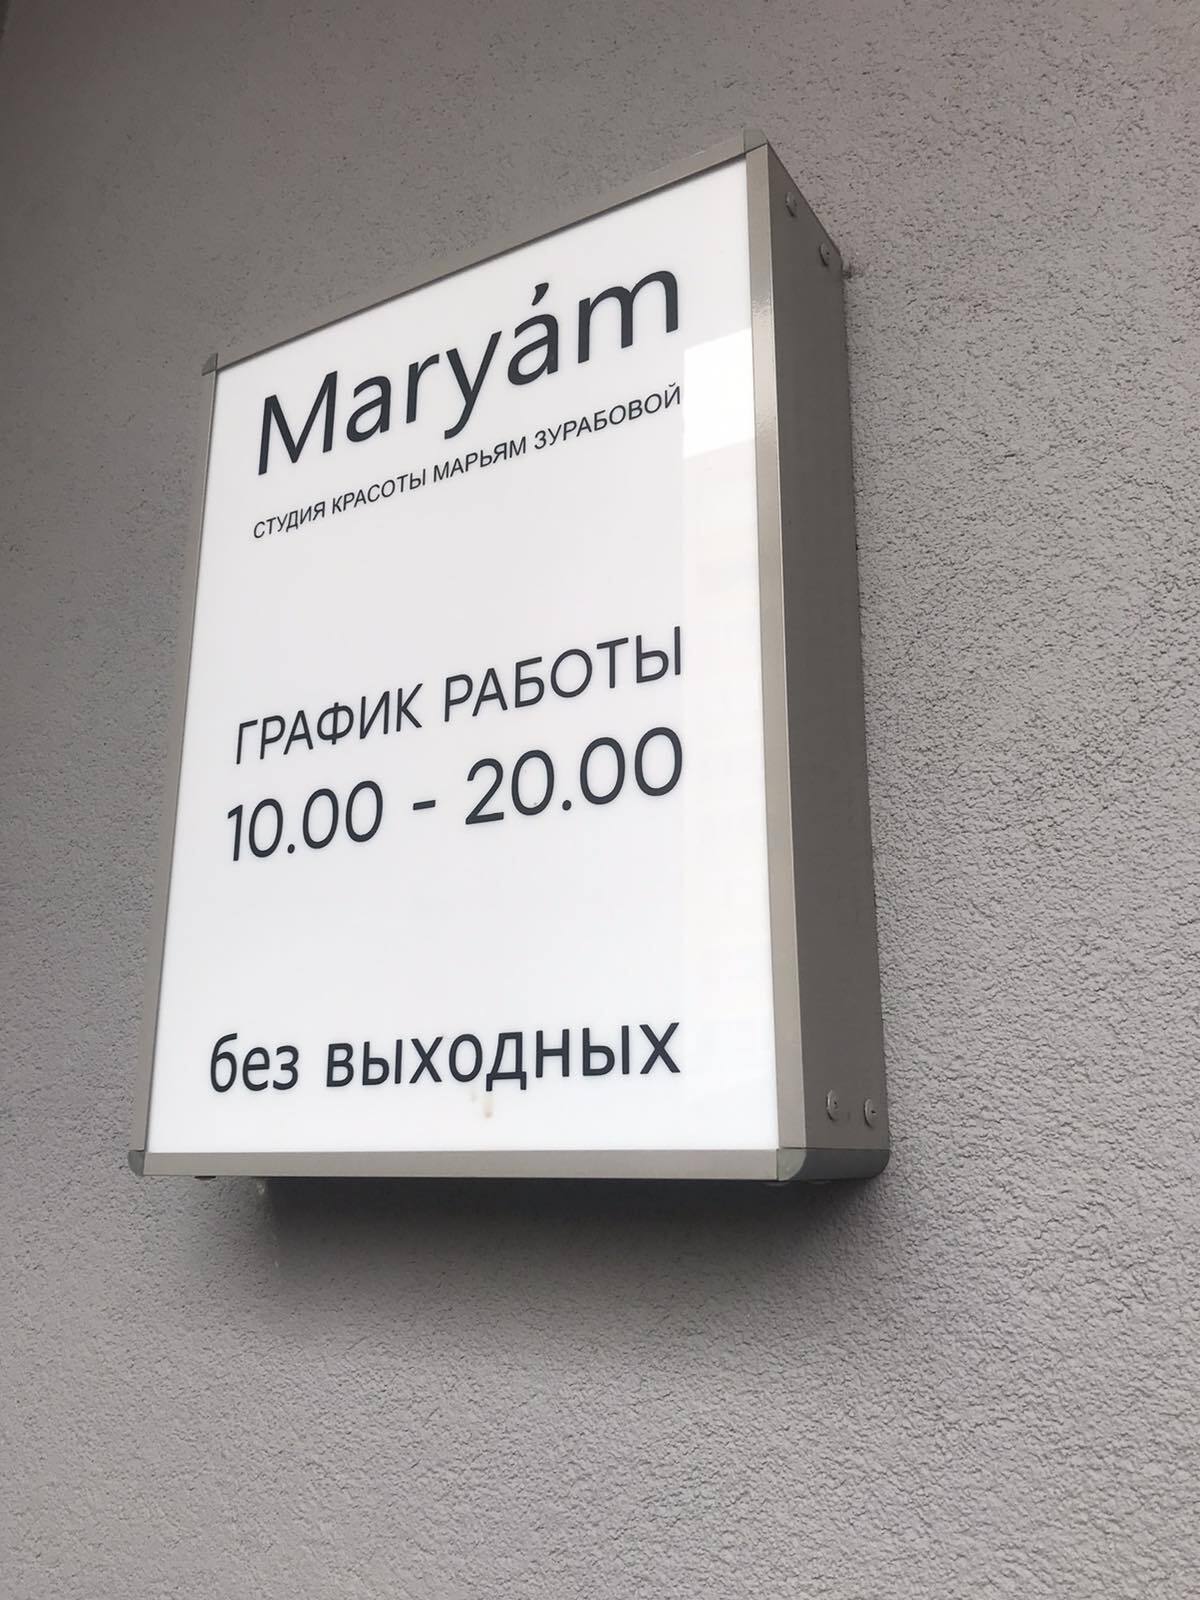 Maryám
СТУДИЯ КРАСОТЫ МАРЬЯМ ЗУРАБОВОЙ
ГРАФИК РАБОТЫ
10.00 - 20.00
без выходных